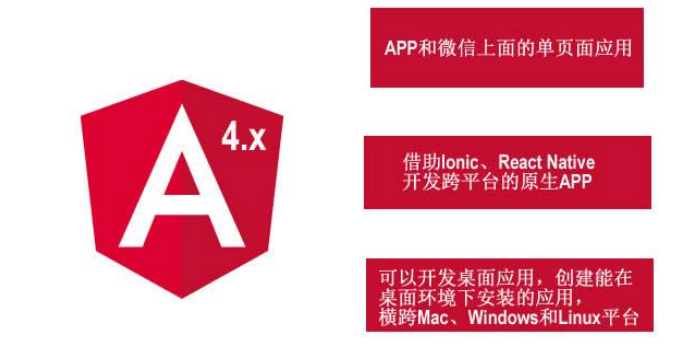 A
4.x
APP和微信上面的单页面应用
借助Ionic、React Native
开发跨平台的原生APP
可以开发桌面应用，创建能在
桌面环境下安装的应用，
横跨Mac、Windows和Linux平台